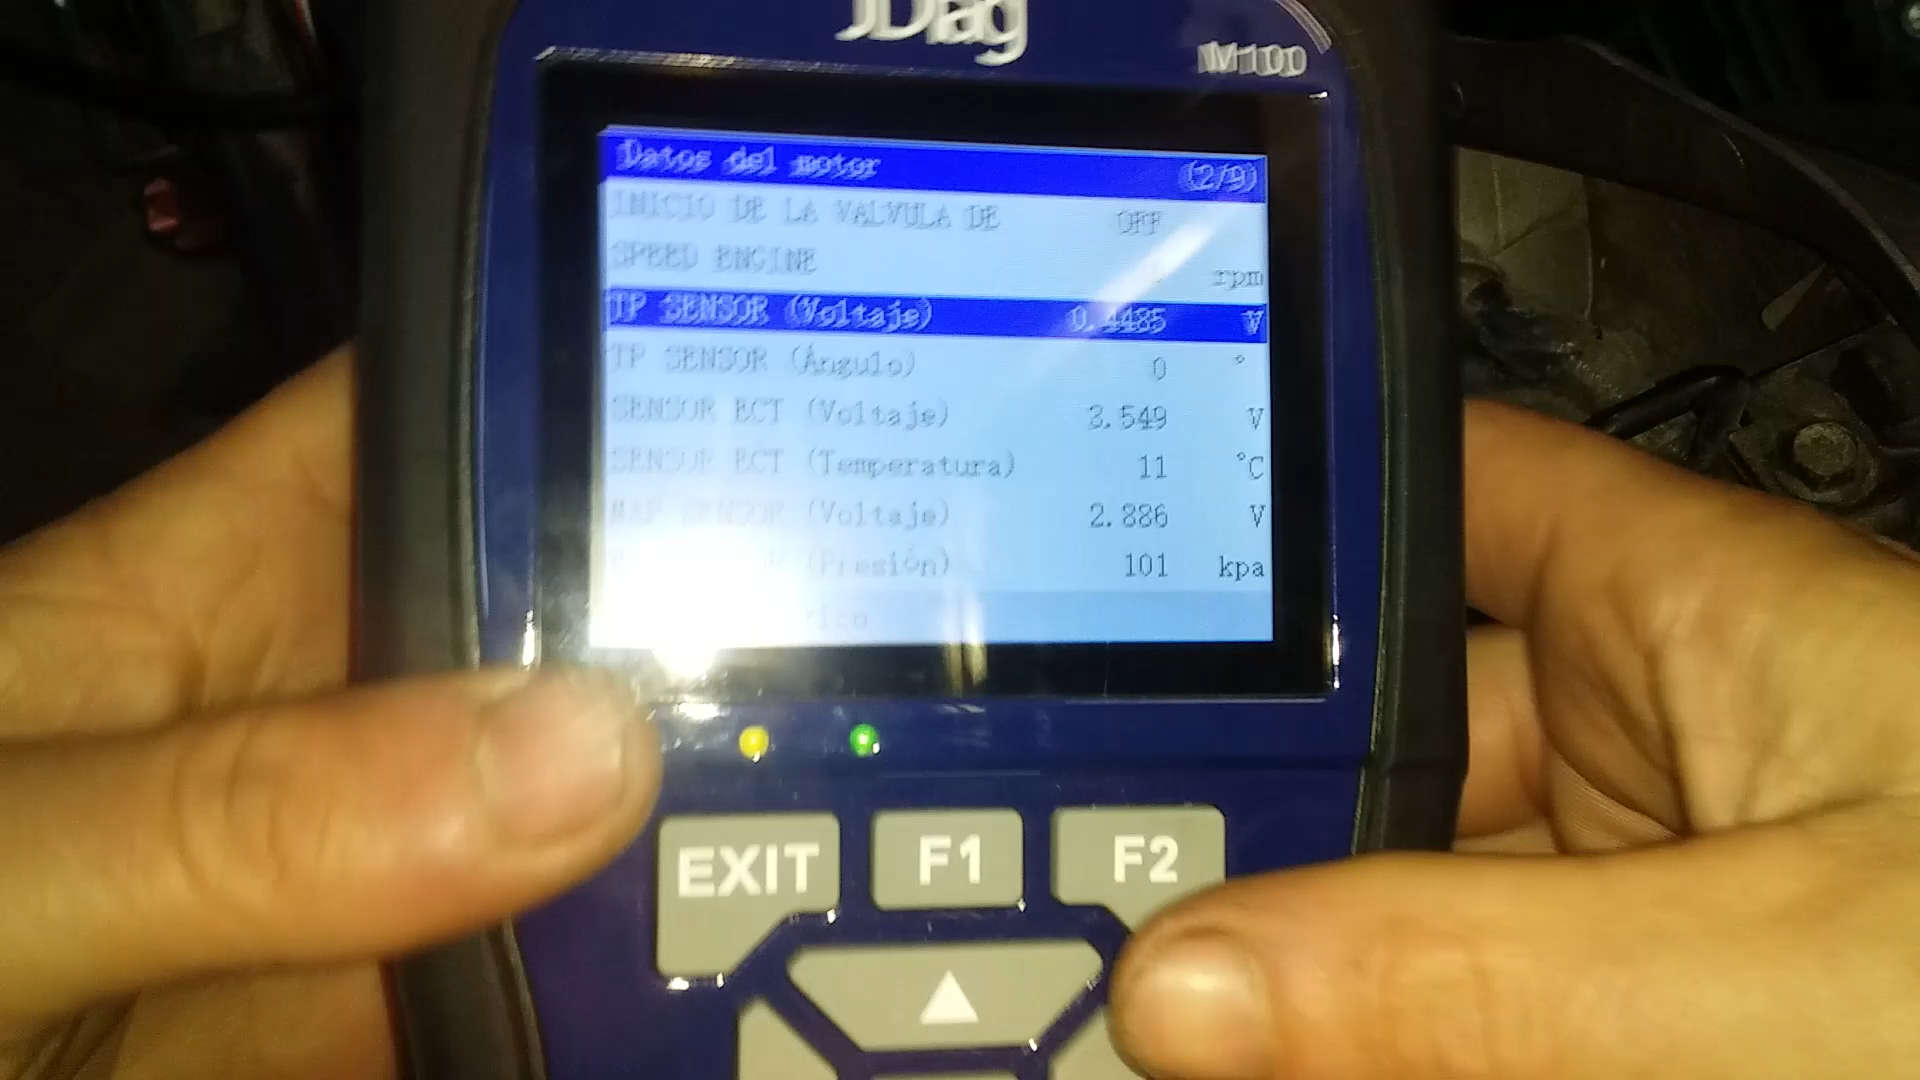 JDiag
M100
Datos del motor (2/9)
INICIO DE LA VALVULA DE OFF
SPEED ENGINE rpm
TP SENSOR (Voltaje) 0.4485 V
TP SENSOR (Ángulo) 0 °
SENSOR ECT (Voltaje) 3.549 V
SENSOR ECT (Temperatura) 11 °C
MAP SENSOR (Voltaje) 2.886 V
(Presión) 101 kpa
EXIT F1 F2